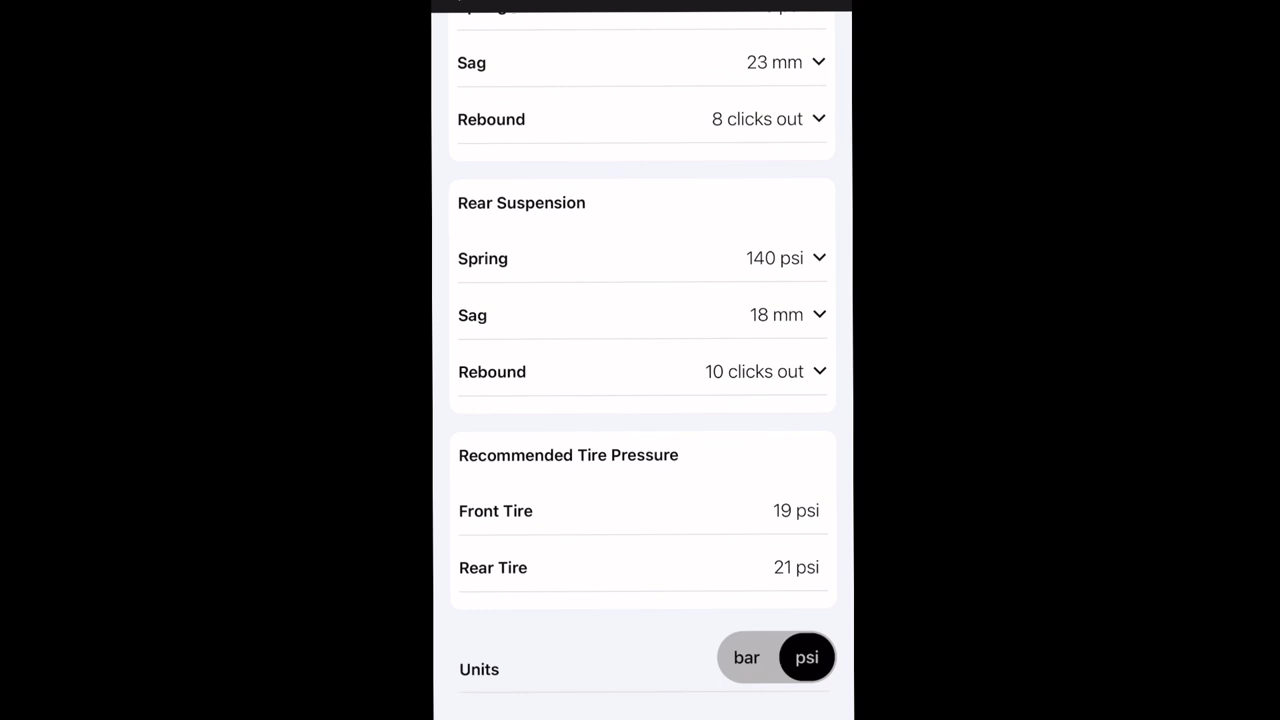 Sag 23 mm
Rebound 8 clicks out
Rear Suspension
Spring 140 psi
Sag 18 mm
Rebound 10 clicks out
Recommended Tire Pressure
Front Tire 19 psi
Rear Tire 21 psi
Units bar psi